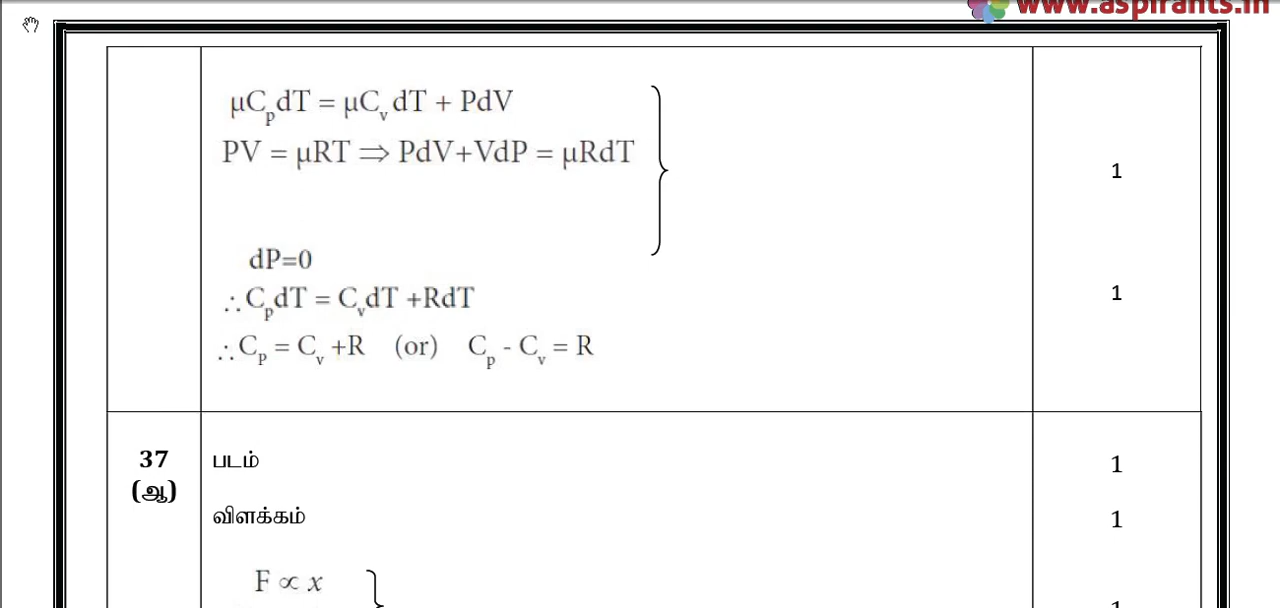 www.aspirants.in
μC_p dT = μC_v dT + PdV
PV = μRT ⇒ PdV+VdP = μRdT
1
dP=0
∴ C_p dT = C_v dT +RdT
1
∴ C_p = C_v +R (or) C_p - C_v = R
37 படம் 1
(ஆ)
விளக்கம் 1
F ∝ x
1